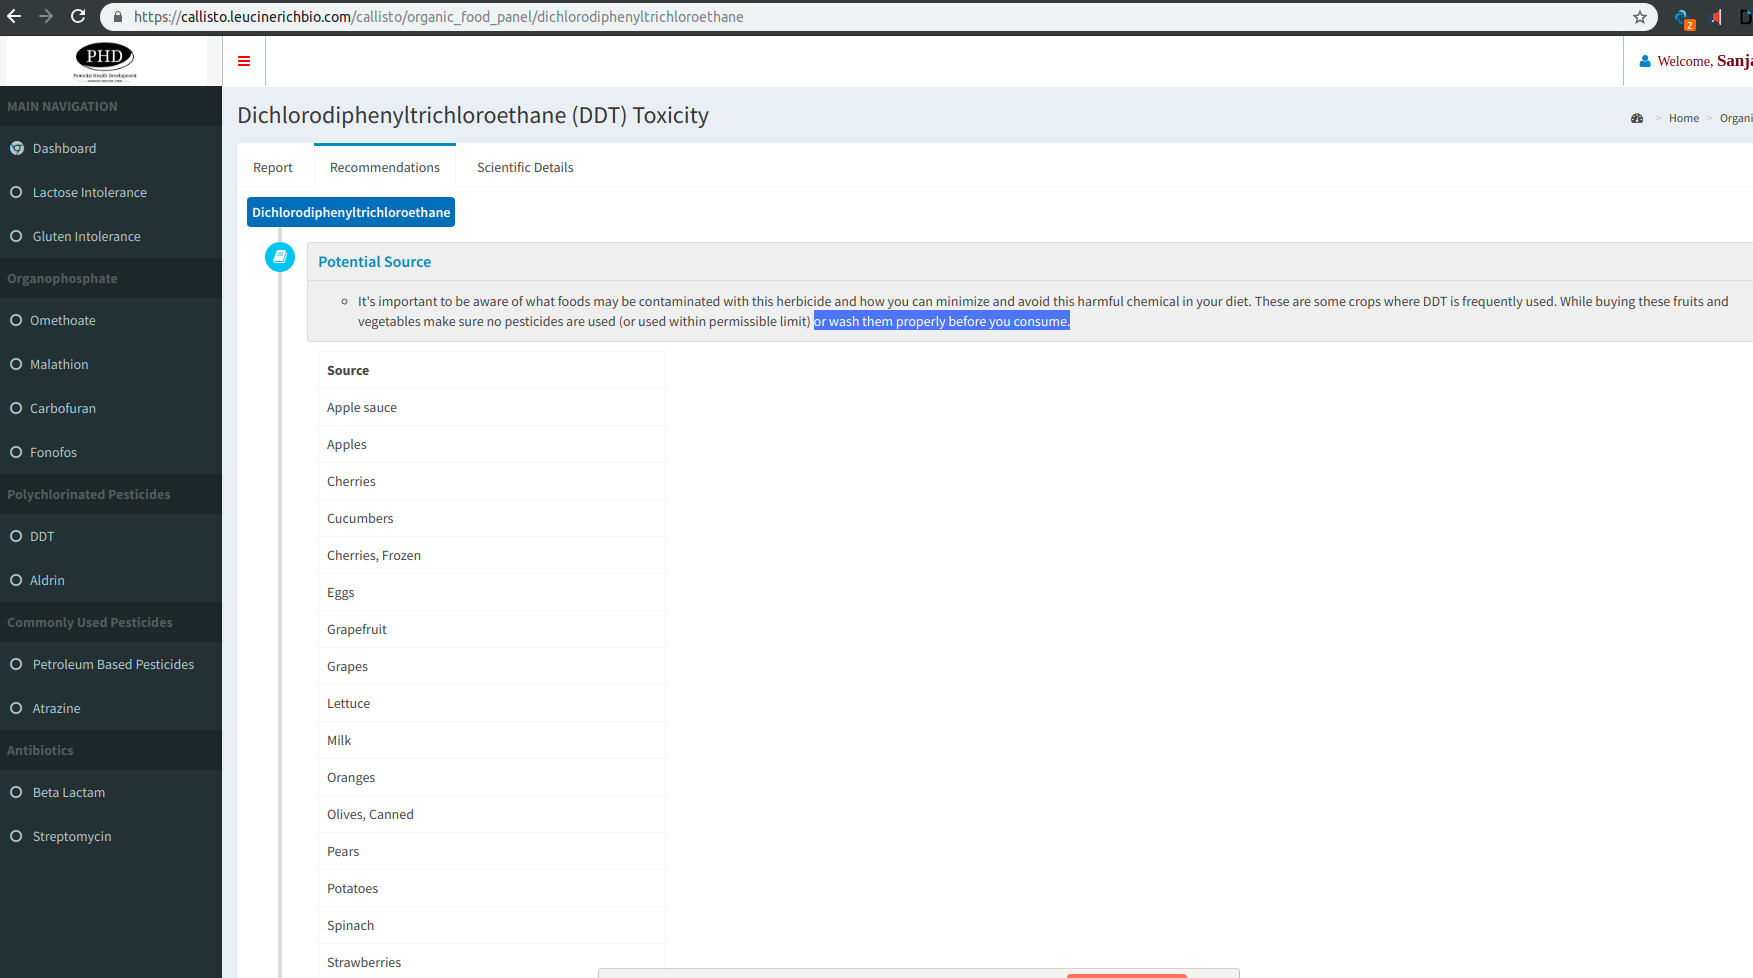 https://callisto.leucinerichbio.com/callisto/organic_food_panel/dichlorodiphenyltrichloroethane
2
PHD
Potential Health Development
Welcome, Sanja
MAIN NAVIGATION
Dashboard
Lactose Intolerance
Gluten Intolerance
Organophosphate
Omethoate
Malathion
Carbofuran
Fonofos
Polychlorinated Pesticides
DDT
Aldrin
Commonly Used Pesticides
Petroleum Based Pesticides
Atrazine
Antibiotics
Beta Lactam
Streptomycin
Dichlorodiphenyltrichloroethane (DDT) Toxicity
> Home > Organi
Report Recommendations Scientific Details
Dichlorodiphenyltrichloroethane
Potential Source
It's important to be aware of what foods may be contaminated with this herbicide and how you can minimize and avoid this harmful chemical in your diet. These are some crops where DDT is frequently used. While buying these fruits and
vegetables make sure no pesticides are used (or used within permissible limit) or wash them properly before you consume.
Source
Apple sauce
Apples
Cherries
Cucumbers
Cherries, Frozen
Eggs
Grapefruit
Grapes
Lettuce
Milk
Oranges
Olives, Canned
Pears
Potatoes
Spinach
Strawberries